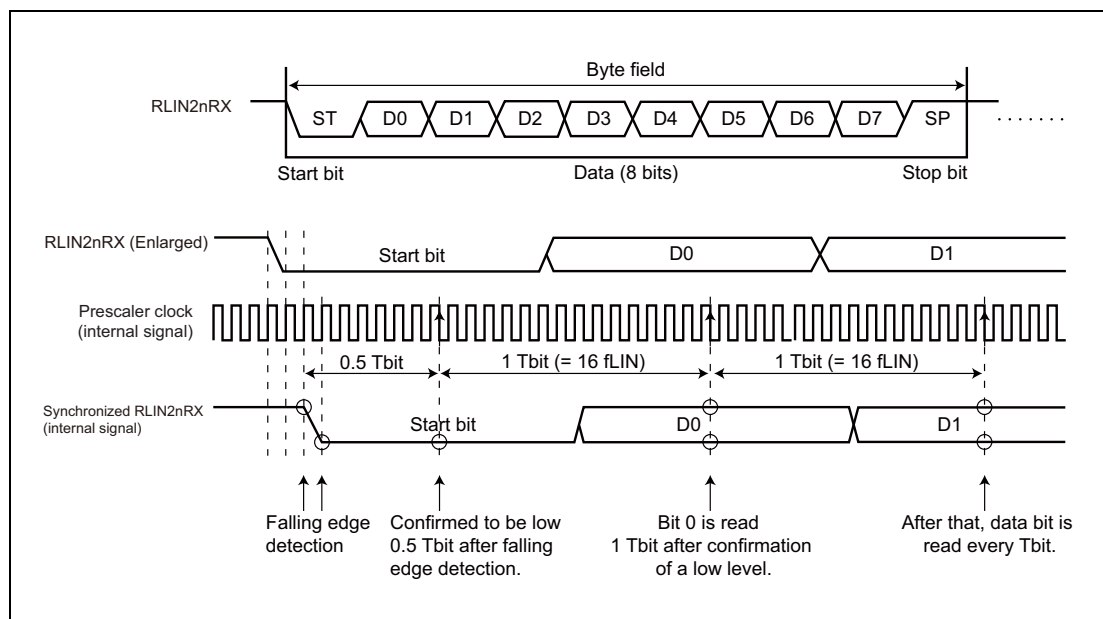 Byte field
RLIN2nRX
ST D0 D1 D2 D3 D4 D5 D6 D7 SP .......
Start bit Data (8 bits) Stop bit
RLIN2nRX (Enlarged)
Start bit D0 D1
Prescaler clock
(internal signal)
0.5 Tbit 1 Tbit (= 16 fLIN) 1 Tbit (= 16 fLIN)
Synchronized RLIN2nRX
(internal signal)
Start bit D0 D1
Falling edge
detection
Confirmed to be low
0.5 Tbit after falling
edge detection.
Bit 0 is read
1 Tbit after confirmation
of a low level.
After that, data bit is
read every Tbit.